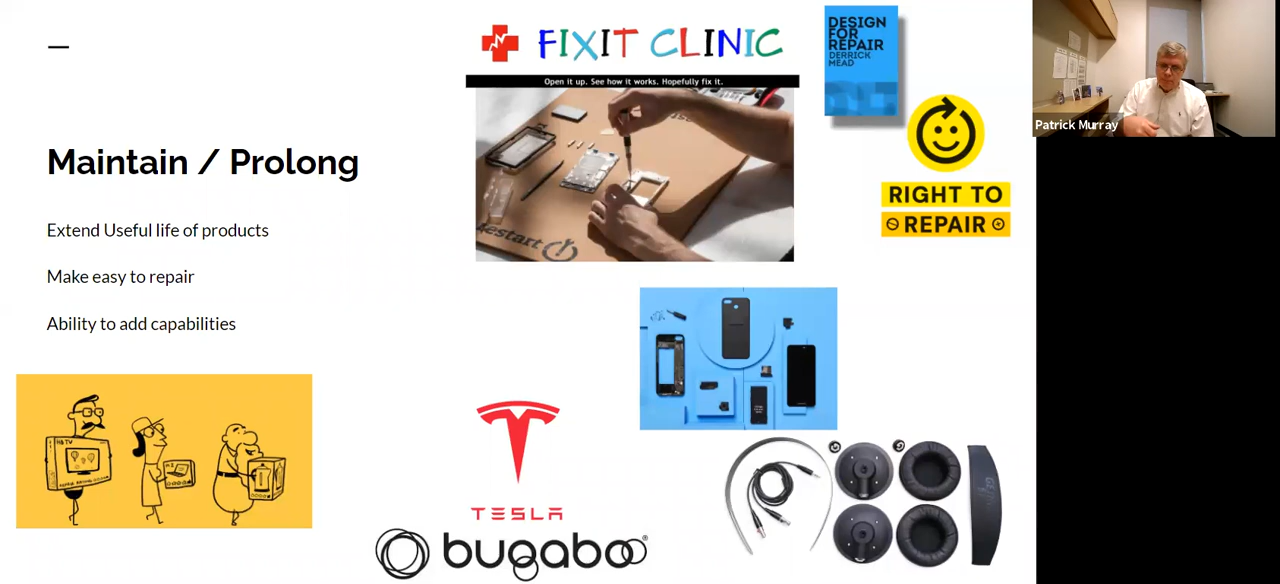 Maintain / Prolong
Extend Useful life of products
Make easy to repair
Ability to add capabilities
FIXIT CLINIC
Open it up. See how it works. Hopefully fix it.
DESIGN
FOR
REPAIR
DERRICK
MEAD
RIGHT TO
REPAIR
restart
TESLA
bugaboo®
Patrick Murray